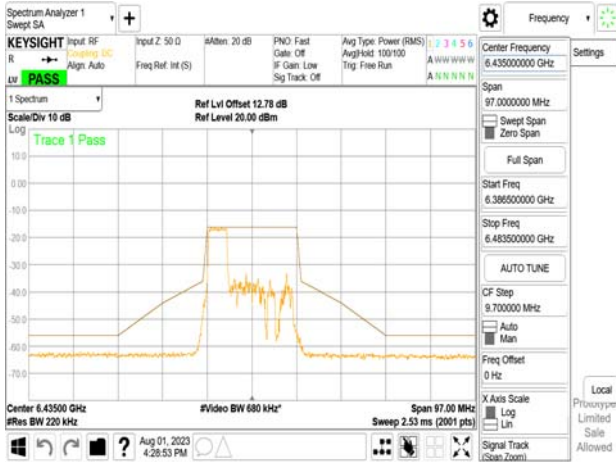 Spectrum Analyzer 1
Swept SA
+
Frequency
KEYSIGHT
R
LV
PASS
Input: RF
Coupling: DC
Align: Auto
Input Z: 50 Ω
Freq Ref: Int (S)
#Atten: 20 dB
PNO: Fast
Gate: Off
IF Gain: Low
Sig Track: Off
Avg Type: Power (RMS)
Avg|Hold: 100/100
Trig: Free Run
1 2 3 4 5 6
A W W W W W
A N N N N N
1 Spectrum
Scale/Div 10 dB
Ref Lvl Offset 12.78 dB
Ref Level 20.00 dBm
Log
Trace 1 Pass
10.0
0.00
-10.0
-20.0
-30.0
-40.0
-50.0
-60.0
-70.0
Center 6.43500 GHz
#Res BW 220 kHz
#Video BW 680 kHz*
Span 97.00 MHz
Sweep 2.53 ms (2001 pts)
Aug 01, 2023
4:28:53 PM
?
Center Frequency
6.435000000 GHz
Settings
Span
97.0000000 MHz
Swept Span
Zero Span
Full Span
Start Freq
6.386500000 GHz
Stop Freq
6.483500000 GHz
AUTO TUNE
CF Step
9.700000 MHz
Auto
Man
Freq Offset
0 Hz
X Axis Scale
Log
Lin
Signal Track
(Span Zoom)
Local
Prototype
Limited
Sale
Allowed